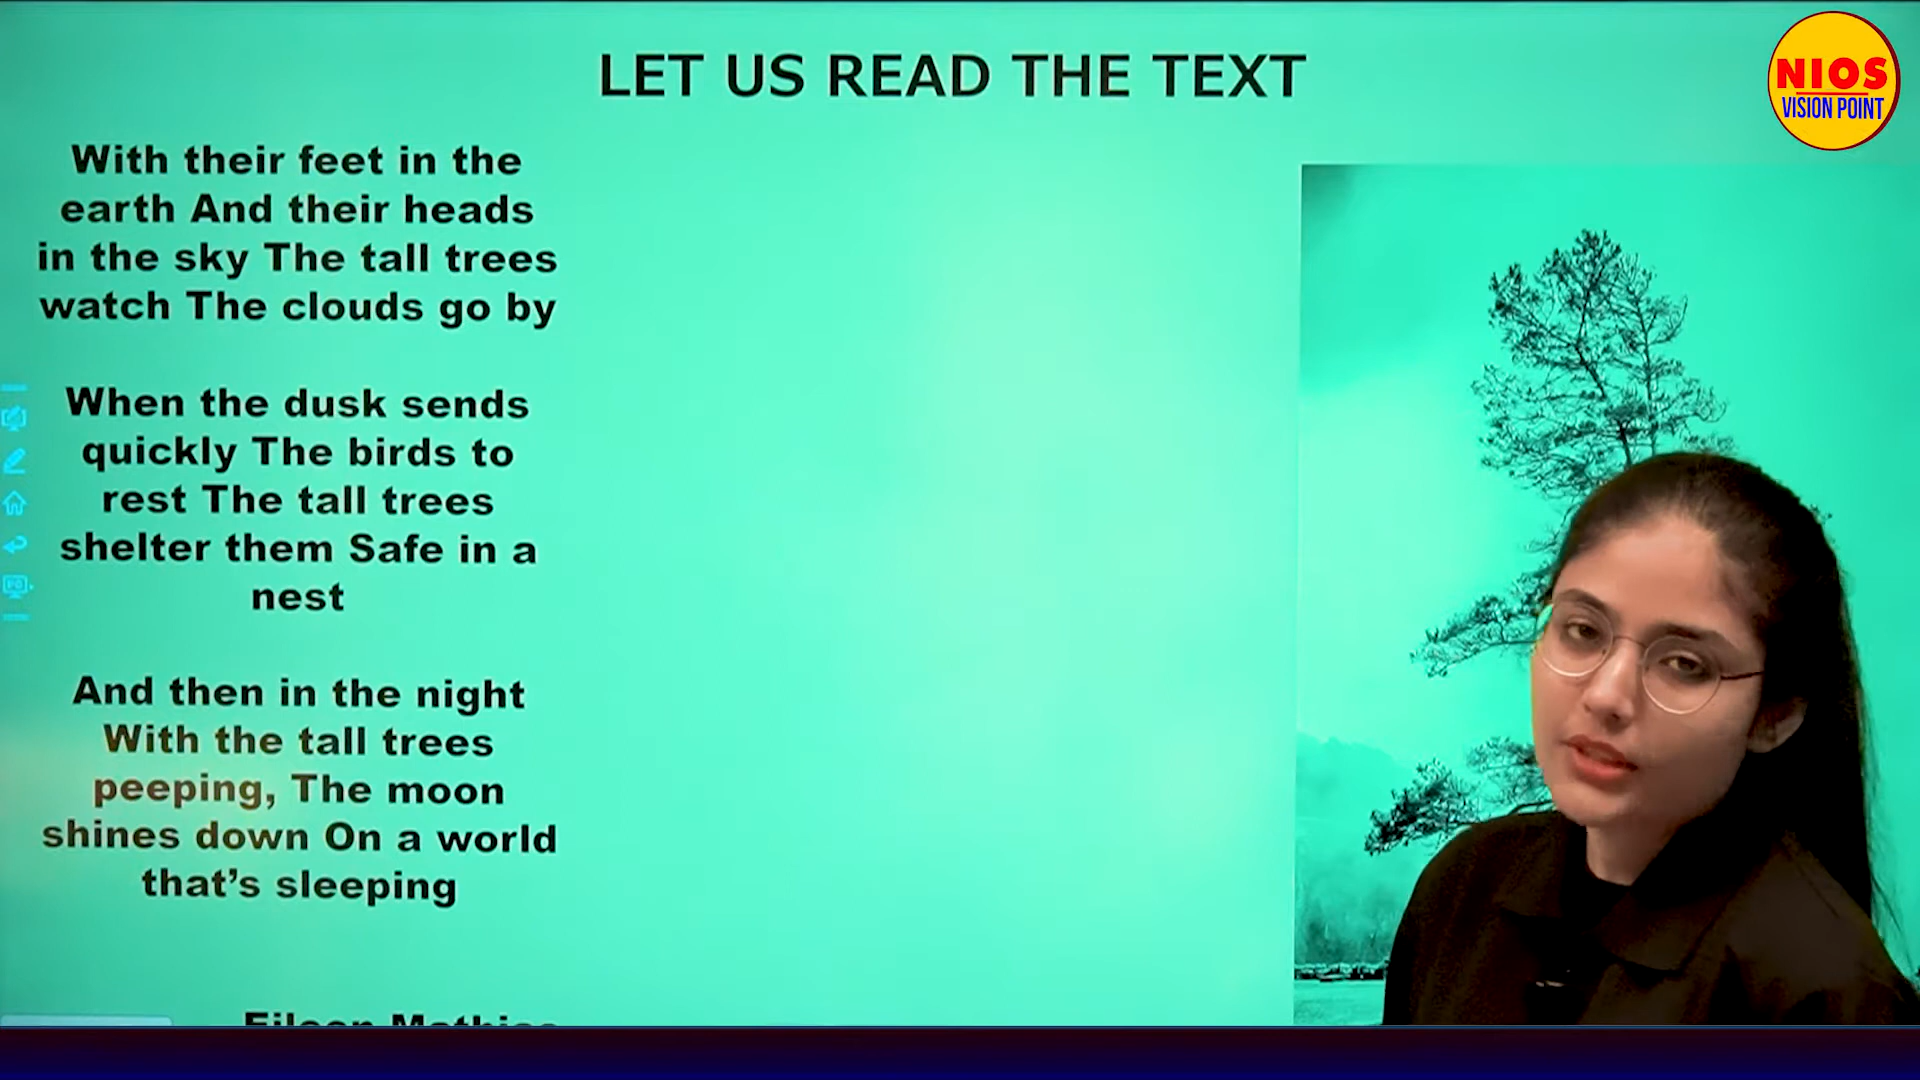 LET US READ THE TEXT
NIOS
VISION POINT
With their feet in the
earth And their heads
in the sky The tall trees
watch The clouds go by
When the dusk sends
quickly The birds to
rest The tall trees
shelter them Safe in a
nest
And then in the night
With the tall trees
peeping, The moon
shines down On a world
that's sleeping
Eileen Mathias